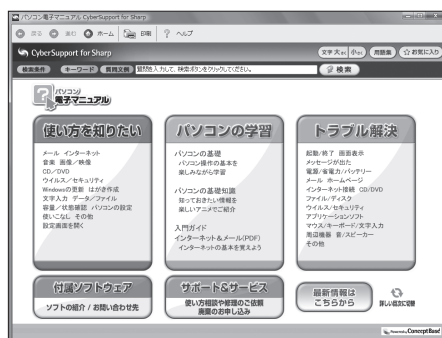 パソコン電子マニュアル CyberSupport for Sharp
戻る 進む ホーム 印刷 ヘルプ
CyberSupport for Sharp 文字 大きく 小さく 用語集 お気に入り
検索条件 キーワード 質問文例 質問を入力して、検索ボタンをクリックしてください。 検索
パソコン
電子マニュアル
使い方を知りたい
メール インターネット
音楽 画像/映像
CD/DVD
ウイルス/セキュリティ
Windowsの更新 はがき作成
文字入力 データ/ファイル
容量/状態確認 パソコンの設定
使いこなし その他
設定画面を開く
パソコンの学習
パソコンの基礎
パソコン操作の基本を
楽しみながら学習
パソコンの基礎知識
知っておきたい情報を
楽しいアニメでご紹介
入門ガイド
インターネット&メール(PDF)
インターネットの基本を覚えよう
トラブル解決
起動/終了 画面表示
メッセージが出た
電源/省電力/バッテリー
メール ホームページ
インターネット接続 CD/DVD
ファイル/ディスク
ウイルス/セキュリティ
アプリケーションソフト
マウス/キーボード/文字入力
周辺機器 音/スピーカー
その他
付属ソフトウェア
ソフトの紹介 / お問い合わせ先
サポート&サービス
使い方相談や修理のご依頼
廃棄のお申し込み
最新情報は
こちらから
詳しい目次に切替
Powered by ConceptBase